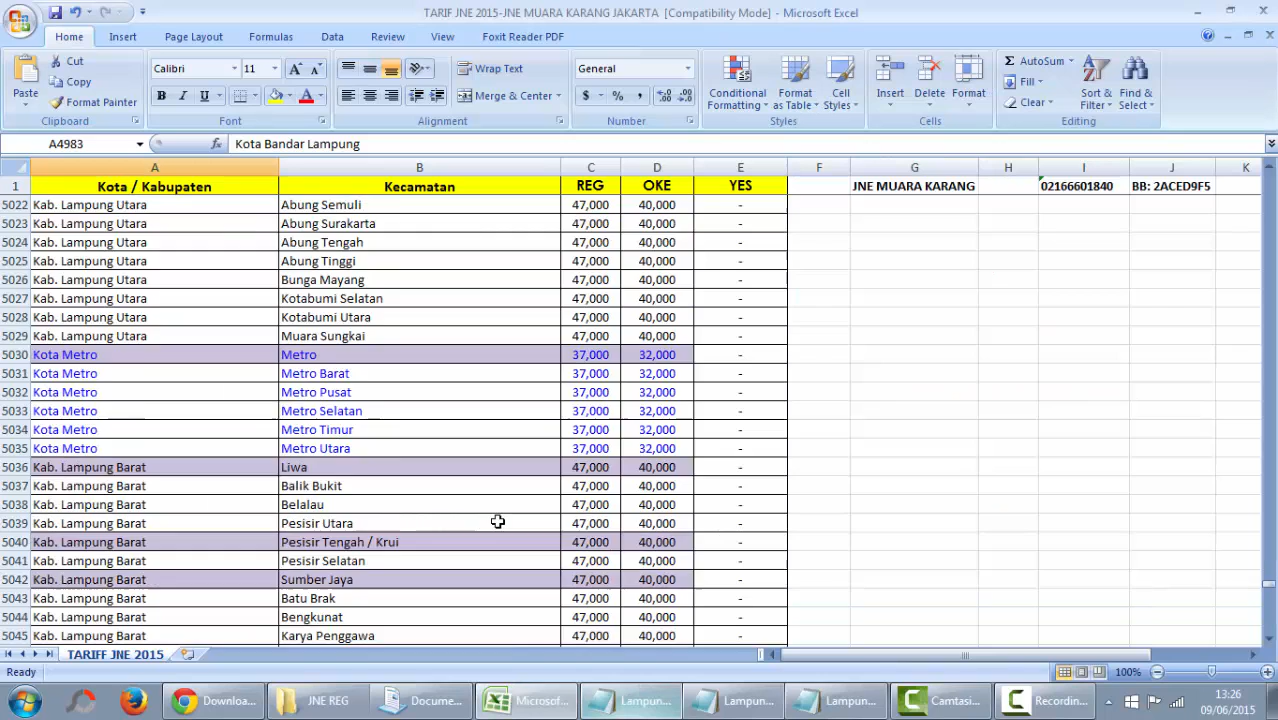 TARIF JNE 2015-JNE MUARA KARANG JAKARTA [Compatibility Mode] - Microsoft Excel
Home Insert Page Layout Formulas Data Review View Foxit Reader PDF
Paste Cut Copy Format Painter Clipboard
Calibri 11 A A B I U A Font
Wrap Text Merge & Center Alignment
General $ % , Number
Conditional Formatting Format as Table Cell Styles Styles
Insert Delete Format Cells
AutoSum Fill Clear Sort & Filter Find & Select Editing
A4983 fx Kota Bandar Lampung
A B C D E F G H I J K
1 Kota / Kabupaten Kecamatan REG OKE YES JNE MUARA KARANG 02166601840 BB: 2ACED9F5
5022 Kab. Lampung Utara Abung Semuli 47,000 40,000 -
5023 Kab. Lampung Utara Abung Surakarta 47,000 40,000 -
5024 Kab. Lampung Utara Abung Tengah 47,000 40,000 -
5025 Kab. Lampung Utara Abung Tinggi 47,000 40,000 -
5026 Kab. Lampung Utara Bunga Mayang 47,000 40,000 -
5027 Kab. Lampung Utara Kotabumi Selatan 47,000 40,000 -
5028 Kab. Lampung Utara Kotabumi Utara 47,000 40,000 -
5029 Kab. Lampung Utara Muara Sungkai 47,000 40,000 -
5030 Kota Metro Metro 37,000 32,000 -
5031 Kota Metro Metro Barat 37,000 32,000 -
5032 Kota Metro Metro Pusat 37,000 32,000 -
5033 Kota Metro Metro Selatan 37,000 32,000 -
5034 Kota Metro Metro Timur 37,000 32,000 -
5035 Kota Metro Metro Utara 37,000 32,000 -
5036 Kab. Lampung Barat Liwa 47,000 40,000 -
5037 Kab. Lampung Barat Balik Bukit 47,000 40,000 -
5038 Kab. Lampung Barat Belalau 47,000 40,000 -
5039 Kab. Lampung Barat Pesisir Utara 47,000 40,000 -
5040 Kab. Lampung Barat Pesisir Tengah / Krui 47,000 40,000 -
5041 Kab. Lampung Barat Pesisir Selatan 47,000 40,000 -
5042 Kab. Lampung Barat Sumber Jaya 47,000 40,000 -
5043 Kab. Lampung Barat Batu Brak 47,000 40,000 -
5044 Kab. Lampung Barat Bengkunat 47,000 40,000 -
5045 Kab. Lampung Barat Karya Penggawa 47,000 40,000 -
TARIFF JNE 2015
Ready 100%
Downloa... JNE REG Docume... Microsof... Lampun... Lampun... Lampun... Camtasi... Recordin... 13:26
09/06/2015